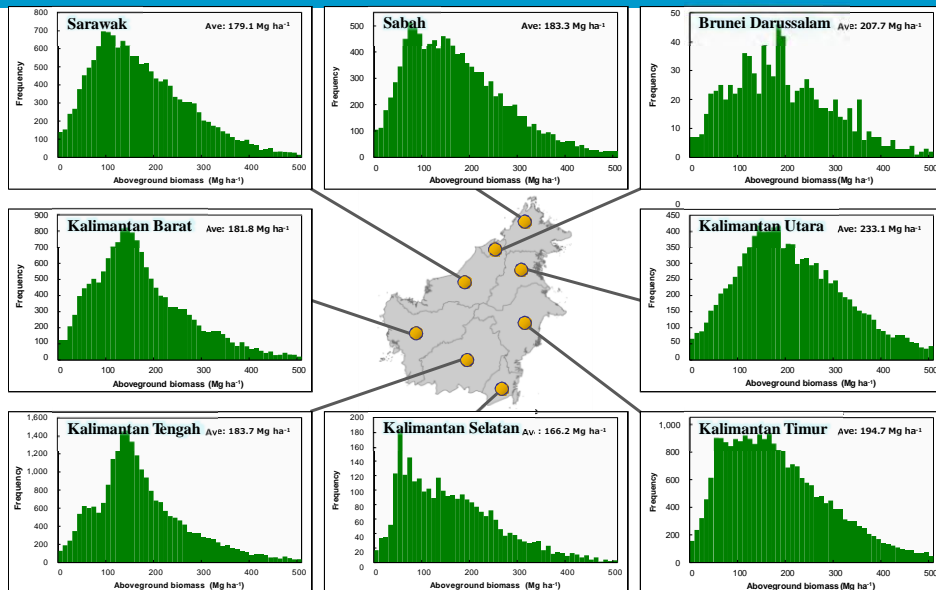 Sarawak
Ave: 179.1 Mg ha⁻¹
Frequency
800
700
600
500
400
300
200
100
0
0 100 200 300 400 500
Aboveground biomass (Mg ha⁻¹)
Sabah
Ave: 183.3 Mg ha⁻¹
Frequency
500
400
300
200
100
0
0 100 200 300 400 500
Aboveground biomass (Mg ha⁻¹)
Brunei Darussalam
Ave: 207.7 Mg ha⁻¹
Frequency
50
40
30
20
10
0
0 100 200 300 400 500
Aboveground biomass (Mg ha⁻¹)
0
Kalimantan Barat
Ave: 181.8 Mg ha⁻¹
Frequency
900
800
700
600
500
400
300
200
100
0
0 100 200 300 400 500
Aboveground biomass (Mg ha⁻¹)
Kalimantan Utara
Ave: 233.1 Mg ha⁻¹
Frequency
450
400
350
300
250
200
150
100
50
0
0 100 200 300 400 500
Aboveground biomass (Mg ha⁻¹)
Kalimantan Tengah
Ave: 183.7 Mg ha⁻¹
Frequency
1,600
1,400
1,200
1,000
800
600
400
200
0
0 100 200 300 400 500
Aboveground biomass (Mg ha⁻¹)
Kalimantan Selatan
Av. : 166.2 Mg ha⁻¹
Frequency
200
180
160
140
120
100
80
60
40
20
0
0 100 200 300 400 500
Aboveground biomass (Mg ha⁻¹)
Kalimantan Timur
Ave: 194.7 Mg ha⁻¹
Frequency
1,000
800
600
400
200
0
0 100 200 300 400 500
Aboveground biomass (Mg ha⁻¹)